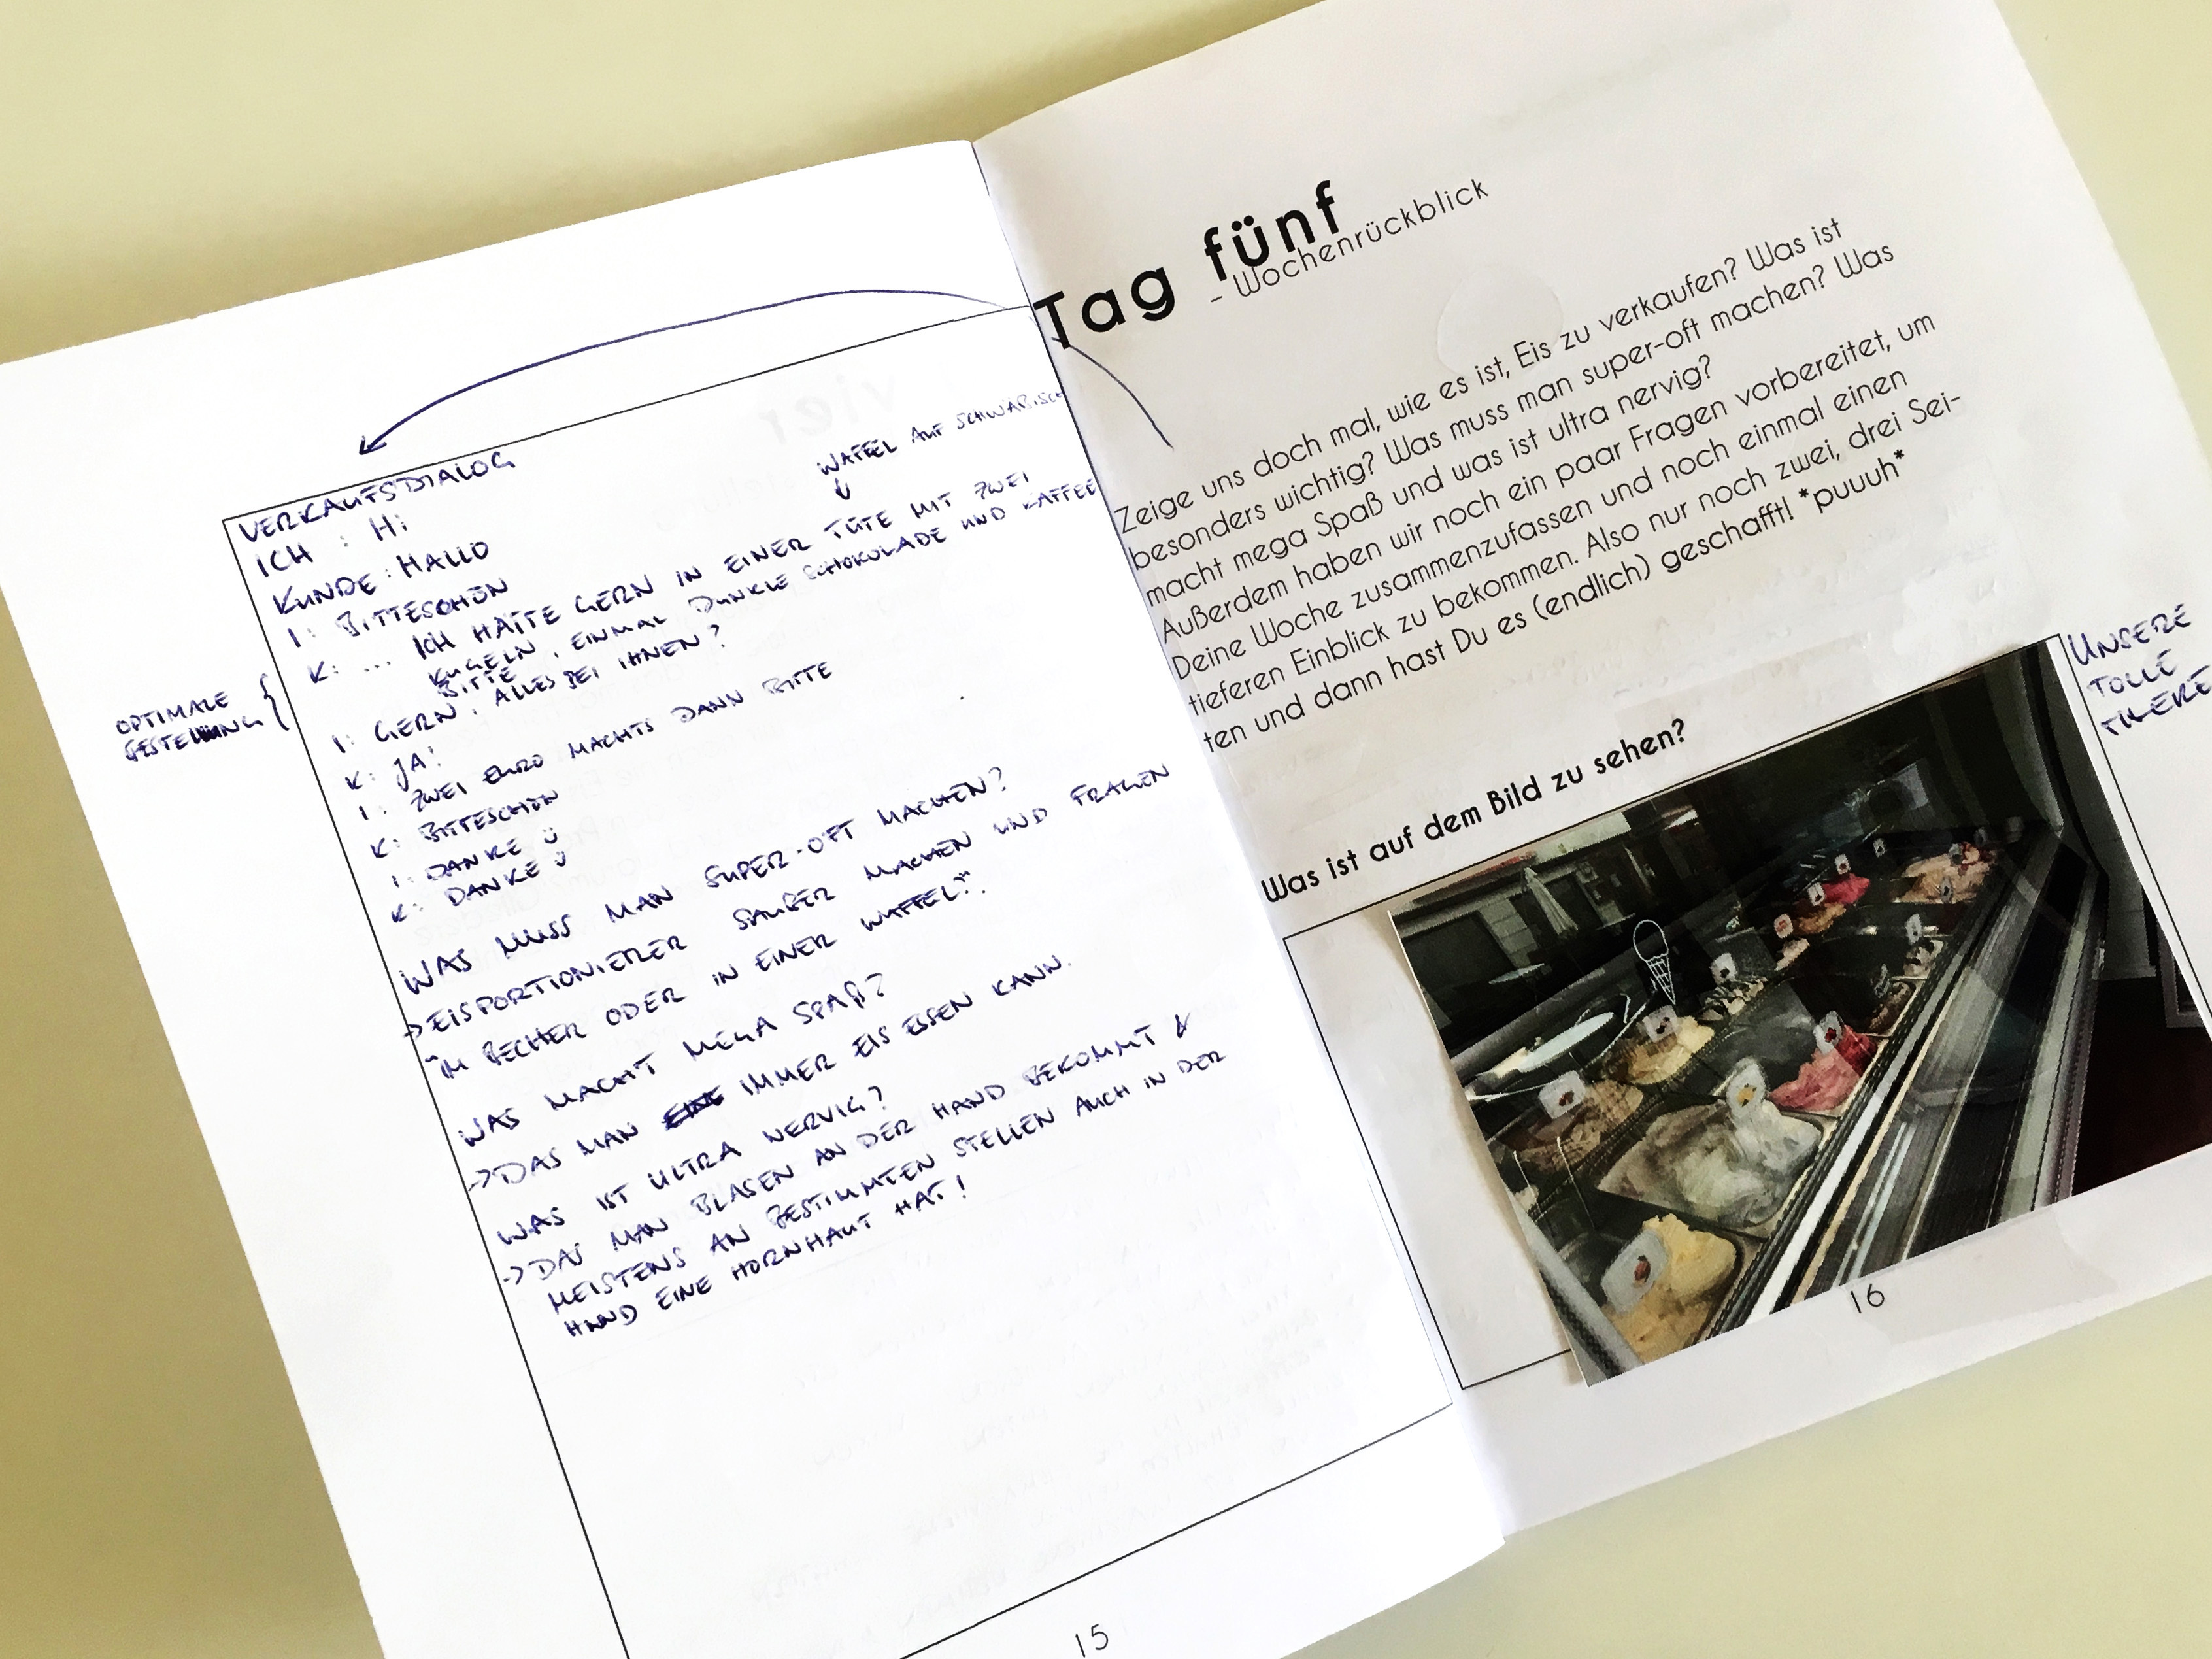 WAFFEL AUF SCHWÄBISCH
VERKAUFSDIALOG
ICH : Hi
KUNDE: HALLO
I: BITTESCHÖN
K: ... ICH HÄTTE GERN IN EINER TÜTE MIT ZWEI
KUGELN, EINMAL DUNKLE SCHOKOLADE UND KAFFEE
BITTE
OPTIMALE
BESTELLUNG
I: GERN, ALLES BEI IHNEN?
K: JA!
I: ZWEI EURO MACHTS DANN BITTE
K: BITTESCHÖN
I: DANKE
K: DANKE
WAS MUSS MAN SUPER-OFT MACHEN?
EISPORTIONIERER SAUBER MACHEN UND FRAGEN
"IM BECHER ODER IN EINER WAFFEL?".
WAS MACHT MEGA SPAß?
→DAS MAN IMMER EIS ESSEN KANN.
WAS IST ULTRA NERVIG?
→DAS MAN BLASEN AN DER HAND BEKOMMT &
MEISTENS AN BESTIMMTEN STELLEN AUCH IN DER
HAND EINE HORNHAUT HAT!
15
Tag fünf
- Wochenrückblick
Zeige uns doch mal, wie es ist, Eis zu verkaufen? Was ist
besonders wichtig? Was muss man super-oft machen? Was
macht mega Spaß und was ist ultra nervig?
Außerdem haben wir noch ein paar Fragen vorbereitet, um
Deine Woche zusammenzufassen und noch einmal einen
tieferen Einblick zu bekommen. Also nur noch zwei, drei Sei-
ten und dann hast Du es (endlich) geschafft! *puuuh*
Was ist auf dem Bild zu sehen?
UNSERE
TOLLE
16